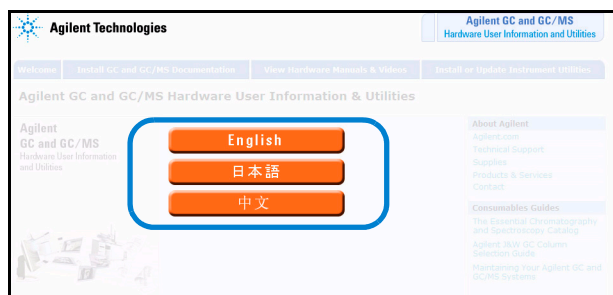 Agilent Technologies
Agilent GC and GC/MS
Hardware User Information and Utilities
Welcome
Install GC and GC/MS Documentation
View Hardware Manuals & Videos
Install or Update Instrument Utilities
Agilent GC and GC/MS Hardware User Information & Utilities
Agilent
GC and GC/MS
Hardware User Information
and Utilities
English
日本語
中文
About Agilent
Agilent.com
Technical Support
Supplies
Products & Services
Contact
Consumables Guides
The Essential Chromatography
and Spectroscopy Catalog
Agilent J&W GC Column
Selection Guide
Maintaining Your Agilent GC and
GC/MS Systems